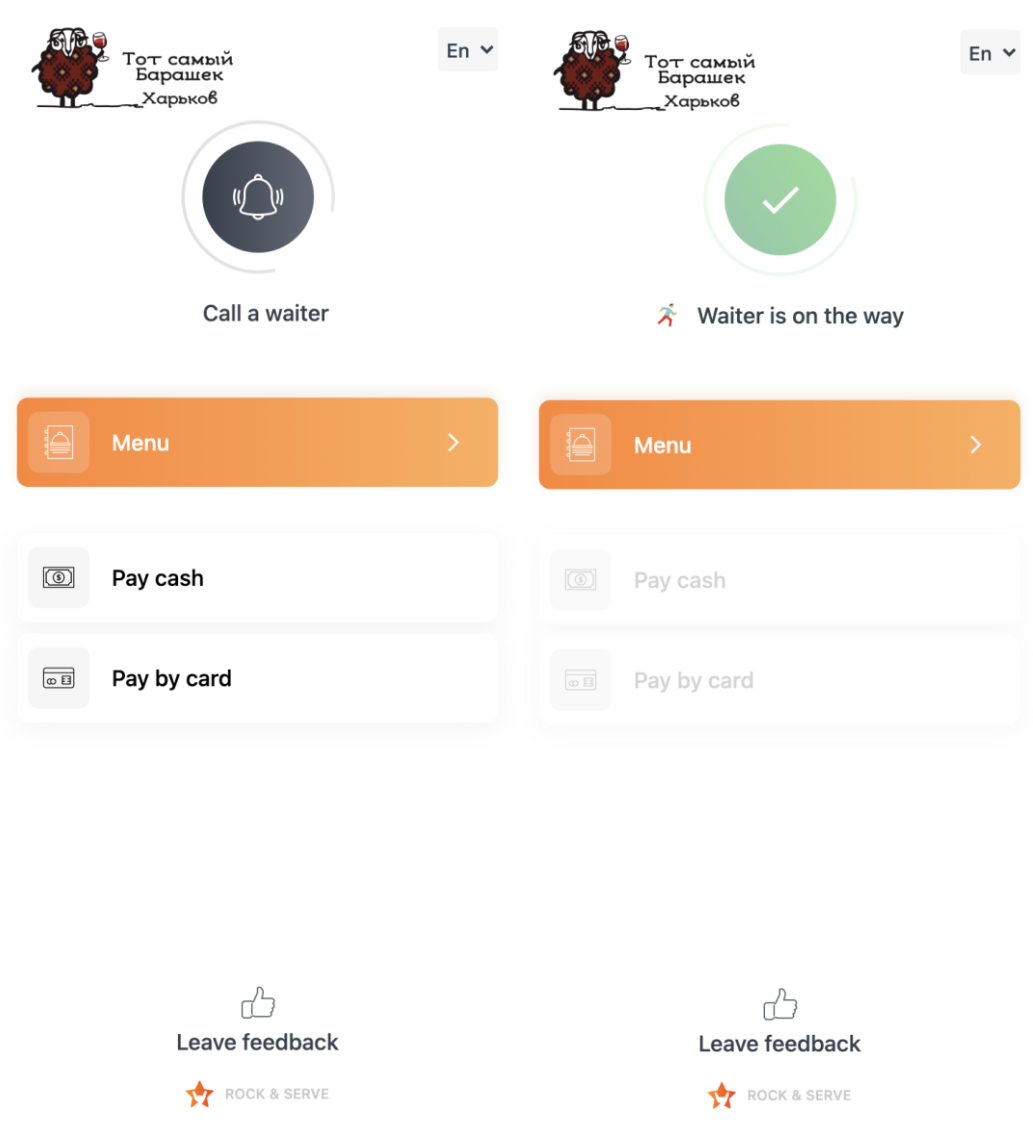 Тот самый
Барашек
Харьков
En
Call a waiter
Menu
Pay cash
Pay by card
Leave feedback
ROCK & SERVE
Тот самый
Барашек
Харьков
En
Waiter is on the way
Menu
Pay cash
Pay by card
Leave feedback
ROCK & SERVE